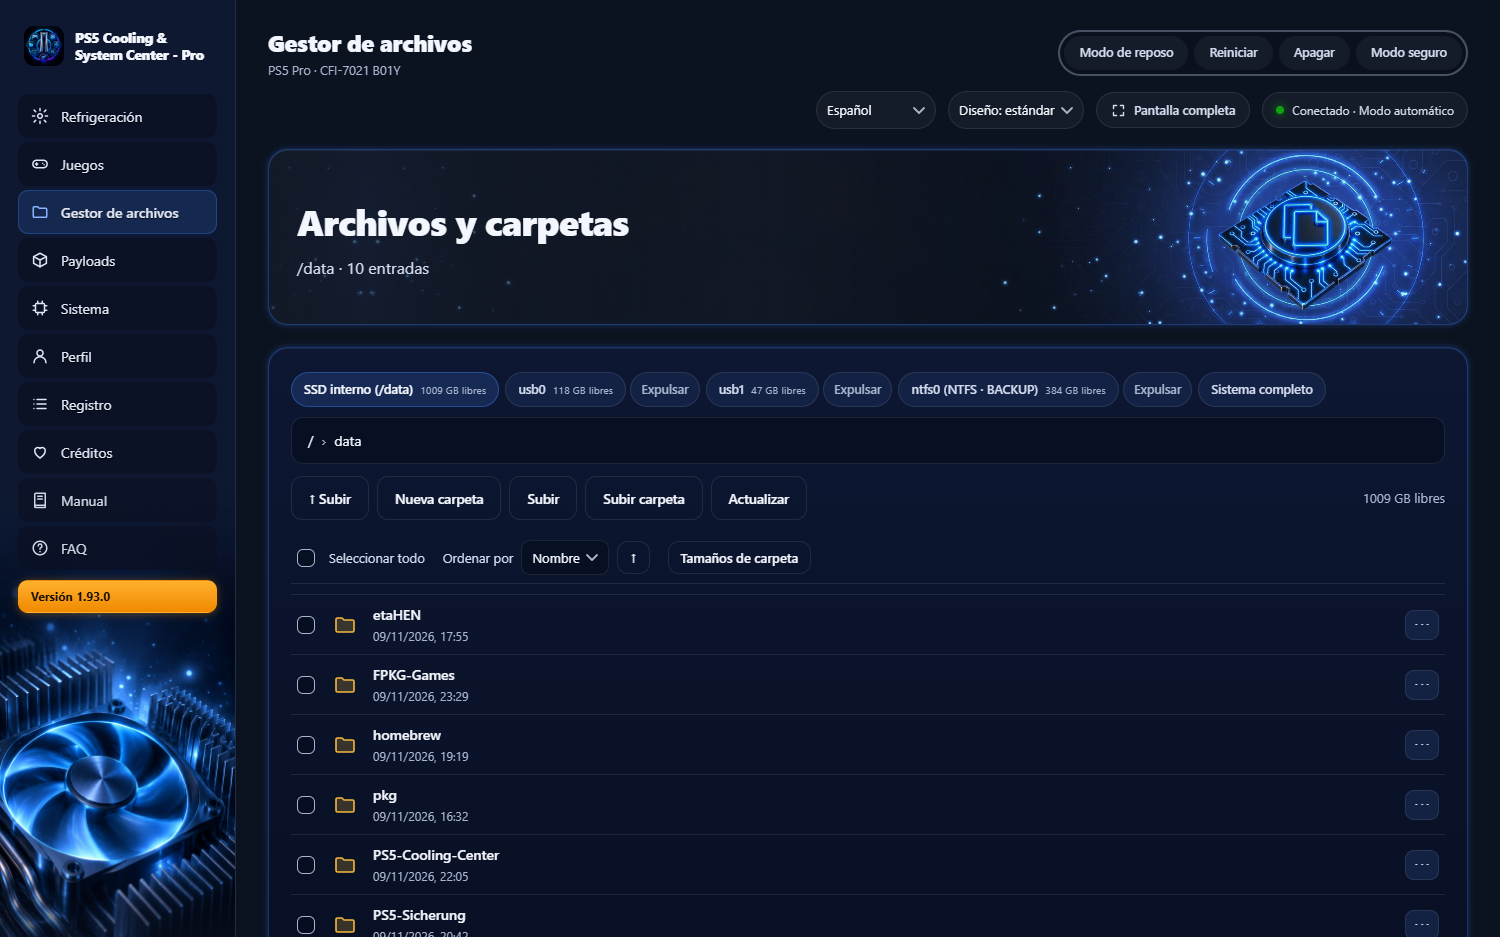 PS5 Cooling &
System Center - Pro
Refrigeración
Juegos
Gestor de archivos
Payloads
Sistema
Perfil
Registro
Créditos
Manual
FAQ
Versión 1.93.0
Gestor de archivos
PS5 Pro · CFI-7021 B01Y
Modo de reposo
Reiniciar
Apagar
Modo seguro
Español
Diseño: estándar
Pantalla completa
Conectado · Modo automático
Archivos y carpetas
/data · 10 entradas
SSD interno (/data) 1009 GB libres
usb0 118 GB libres
Expulsar
usb1 47 GB libres
Expulsar
ntfs0 (NTFS · BACKUP) 384 GB libres
Expulsar
Sistema completo
/ › data
↑ Subir
Nueva carpeta
Subir
Subir carpeta
Actualizar
1009 GB libres
Seleccionar todo
Ordenar por
Nombre
↑
Tamaños de carpeta
etaHEN
09/11/2026, 17:55
FPKG-Games
09/11/2026, 23:29
homebrew
09/11/2026, 19:19
pkg
09/11/2026, 16:32
PS5-Cooling-Center
09/11/2026, 22:05
PS5-Sicherung
09/11/2026, 20:42